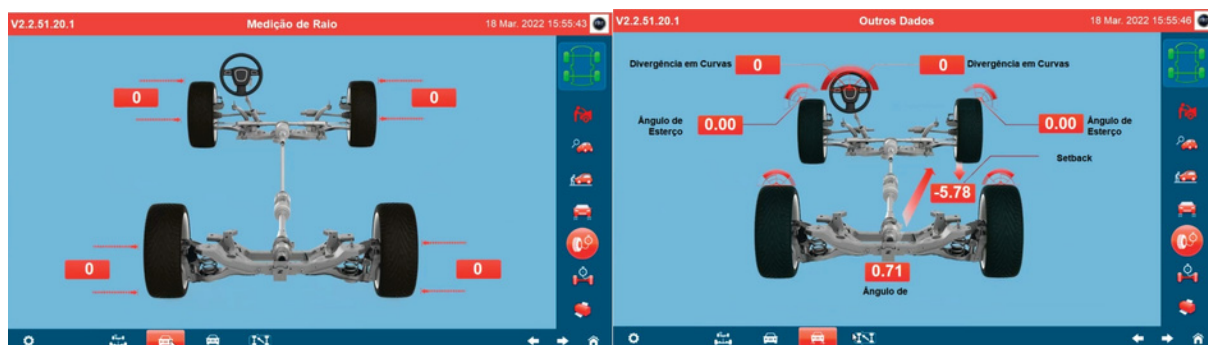 V2.2.51.20.1
Medição de Raio
18 Mar. 2022 15:55:43
0
0
0
0
V2.2.51.20.1
Outros Dados
18 Mar. 2022 15:55:46
Divergência em Curvas
0
0
Divergência em Curvas
Ângulo de
Esterço
0.00
0.00
Ângulo de
Esterço
Setback
-5.78
0.71
Ângulo de